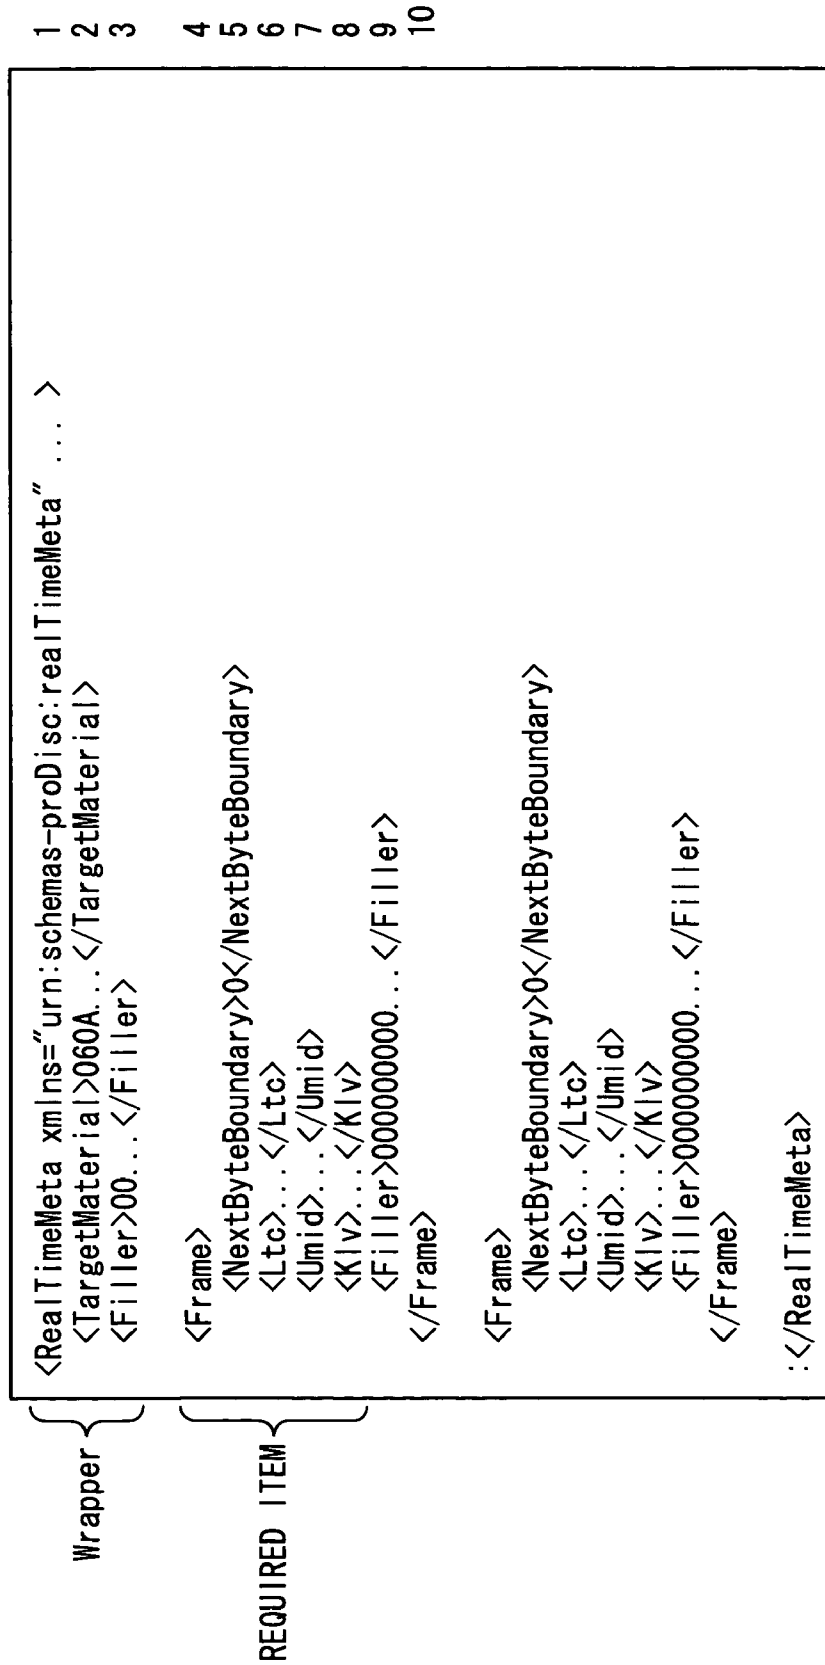 <RealTimeMeta xmlns="urn:schemas-proDisc:realTimeMeta" ... > 1
Wrapper <TargetMaterial>060A...</TargetMaterial> 2
<Filler>00...</Filler> 3
<Frame> 4
<NextByteBoundary>0</NextByteBoundary> 5
REQUIRED ITEM <Ltc>...</Ltc> 6
<Umid>...</Umid> 7
<Klv>...</Klv> 8
<Filler>000000000...</Filler> 9
</Frame> 10
<Frame>
<NextByteBoundary>0</NextByteBoundary>
<Ltc>...</Ltc>
<Umid>...</Umid>
<Klv>...</Klv>
<Filler>000000000...</Filler>
</Frame>
:</RealTimeMeta>